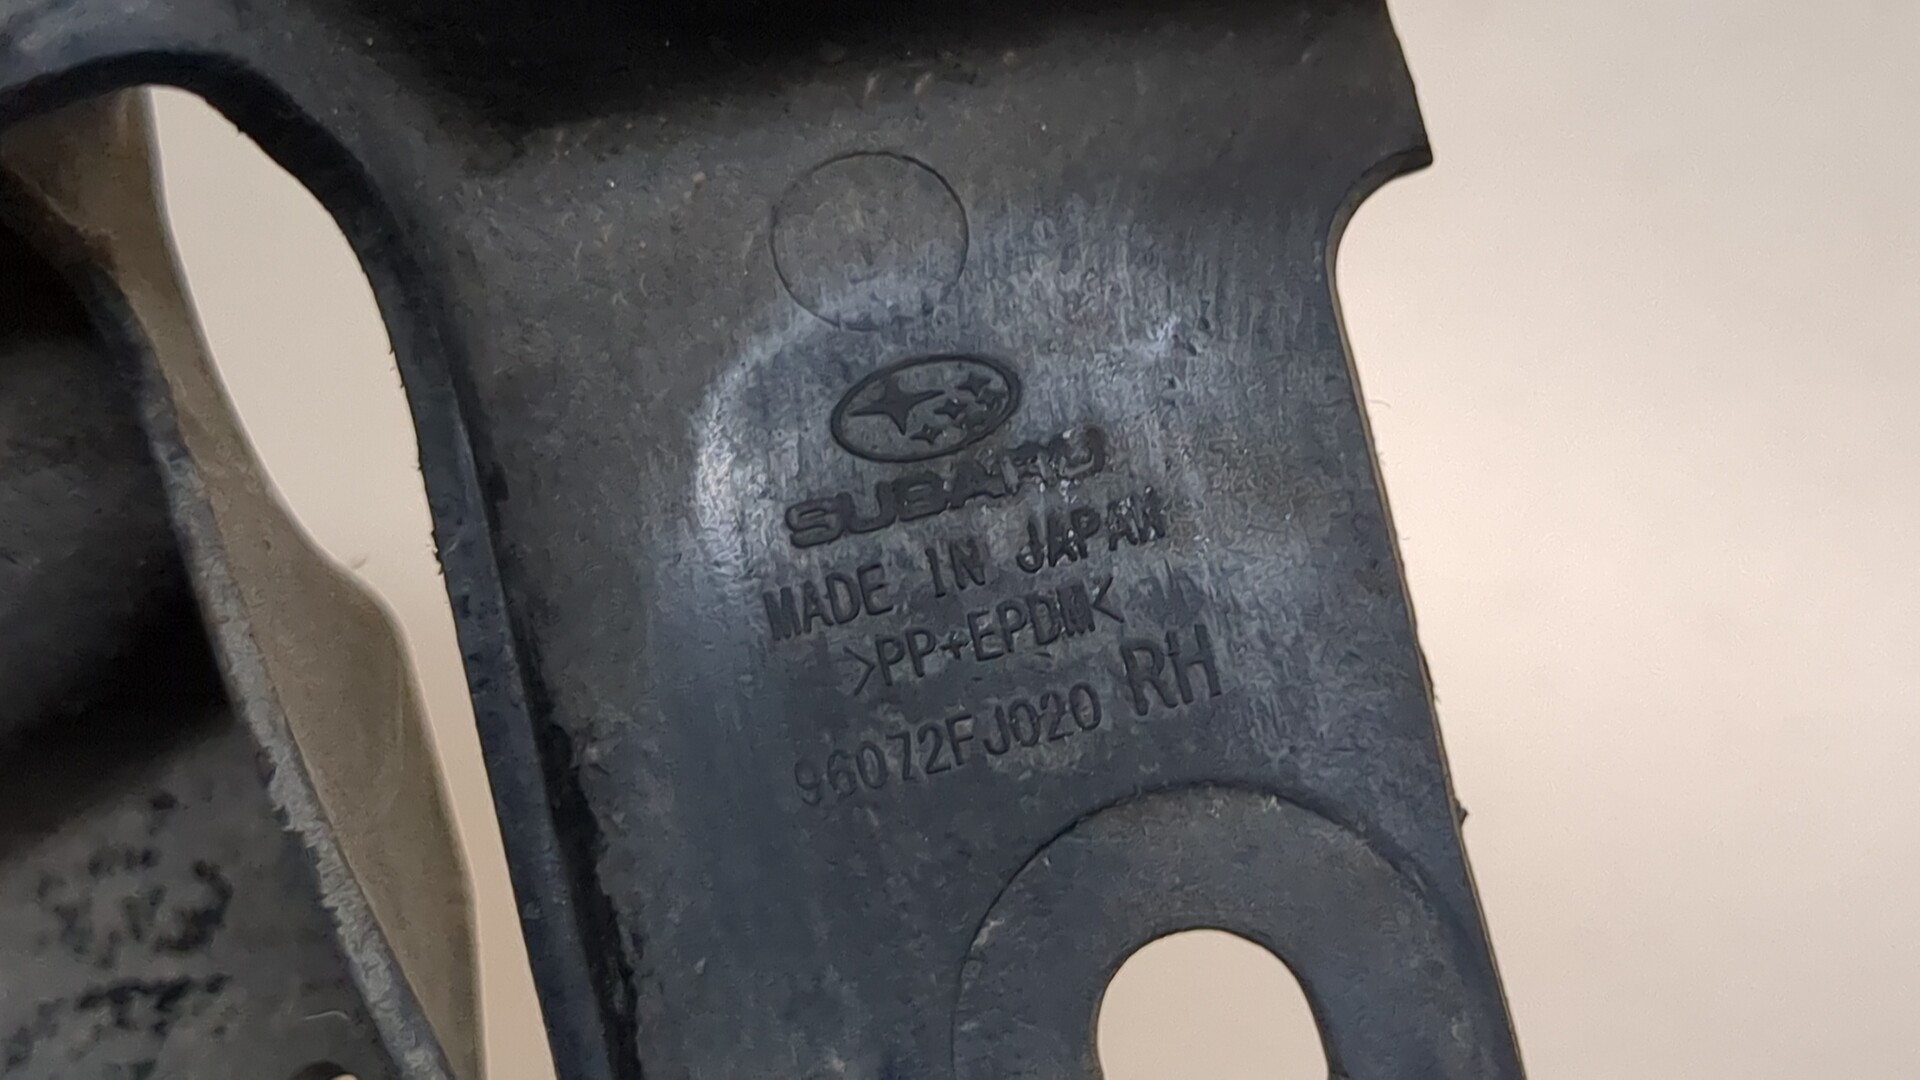 SUBARU
MADE IN JAPAN
>PP+EPDM<
96072FJ020 RH